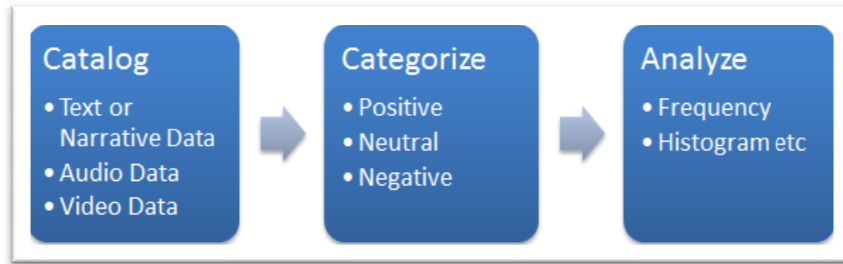 Catalog
• Text or
Narrative Data
• Audio Data
• Video Data
Categorize
• Positive
• Neutral
• Negative
Analyze
• Frequency
• Histogram etc